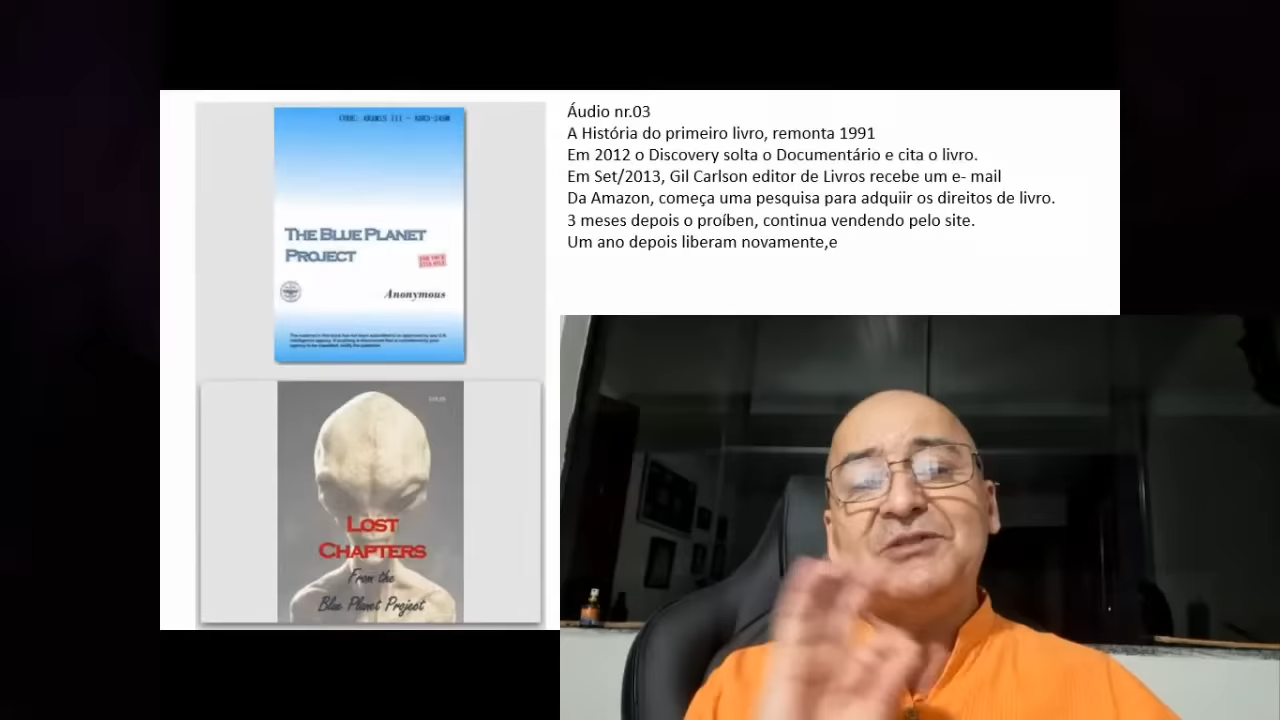 THE BLUE PLANET
PROJECT
Anonymous
LOST
CHAPTERS
From the
Blue Planet Project
Áudio nr.03
A História do primeiro livro, remonta 1991
Em 2012 o Discovery solta o Documentário e cita o livro.
Em Set/2013, Gil Carlson editor de Livros recebe um e- mail
Da Amazon, começa uma pesquisa para adquiir os direitos de livro.
3 meses depois o proíben, continua vendendo pelo site.
Um ano depois liberam novamente,e